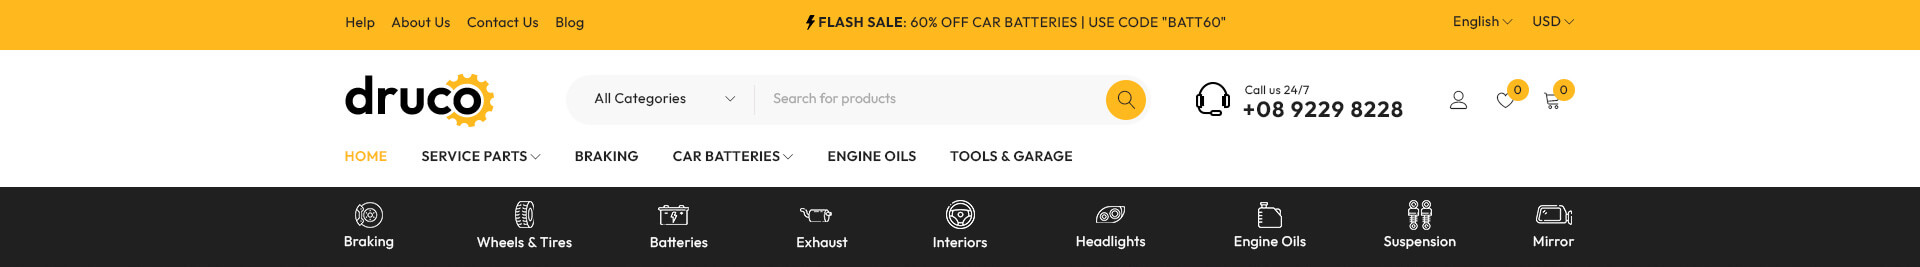 Help About Us Contact Us Blog
FLASH SALE: 60% OFF CAR BATTERIES | USE CODE "BATT60"
English USD
druco
All Categories Search for products
Call us 24/7
+08 9229 8228
0 0
HOME SERVICE PARTS BRAKING CAR BATTERIES ENGINE OILS TOOLS & GARAGE
Braking Wheels & Tires Batteries Exhaust Interiors Headlights Engine Oils Suspension Mirror